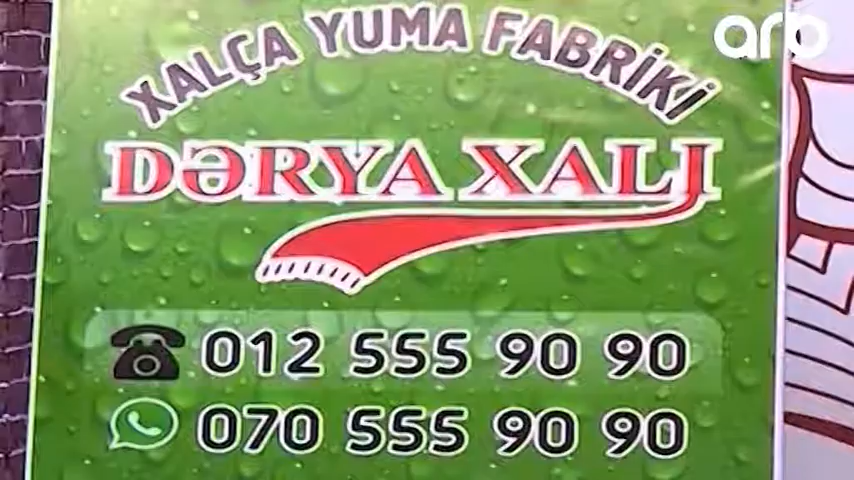 arb
XALÇA YUMA FABRİKİ
DƏRYA XALI
012 555 90 90
070 555 90 90